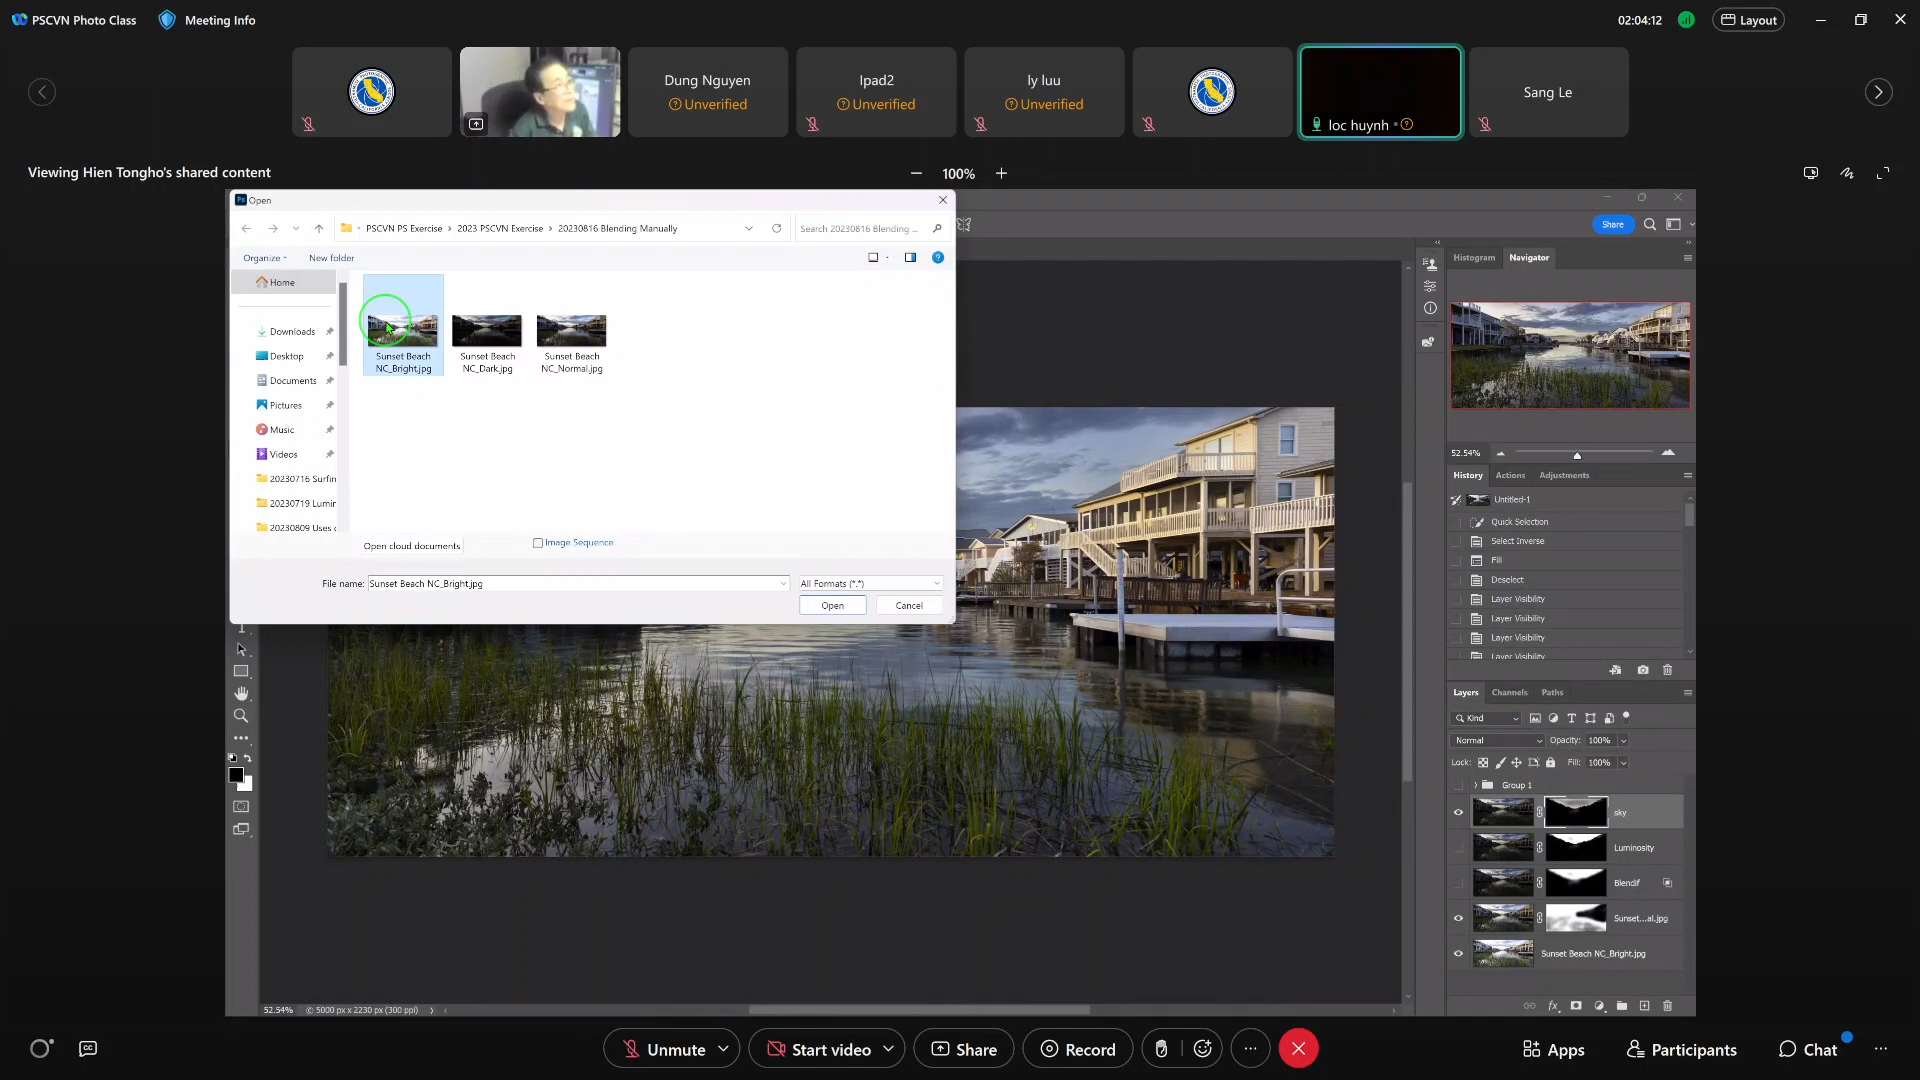 PSCVN Photo Class
Meeting Info
02:04:12
Layout
Dung Nguyen
Unverified
Ipad2
Unverified
ly luu
Unverified
loc huynh
Sang Le
Viewing Hien Tongho's shared content
100%
Open
PSCVN PS Exercise > 2023 PSCVN Exercise > 20230816 Blending Manually
Search 20230816 Blending ...
Organize
New folder
Home
Downloads
Desktop
Documents
Pictures
Music
Videos
20230716 Surfin
20230719 Lumin
20230809 Uses
Sunset Beach
NC_Bright.jpg
Sunset Beach
NC_Dark.jpg
Sunset Beach
NC_Normal.jpg
Open cloud documents
Image Sequence
File name:
Sunset Beach NC_Bright.jpg
All Formats (*.*)
Open
Cancel
Share
Histogram
Navigator
52.54%
History
Actions
Adjustments
Untitled-1
Quick Selection
Select Inverse
Fill
Deselect
Layer Visibility
Layer Visibility
Layer Visibility
Layer Visibility
Layers
Channels
Paths
Kind
Normal
Opacity: 100%
Lock:
Fill: 100%
Group 1
sky
Luminosity
Blendif
Sunset...al.jpg
Sunset Beach NC_Bright.jpg
fx
52.54%
© 5000 px x 2230 px (300 ppi)
CC
Unmute
Start video
Share
Record
Apps
Participants
Chat